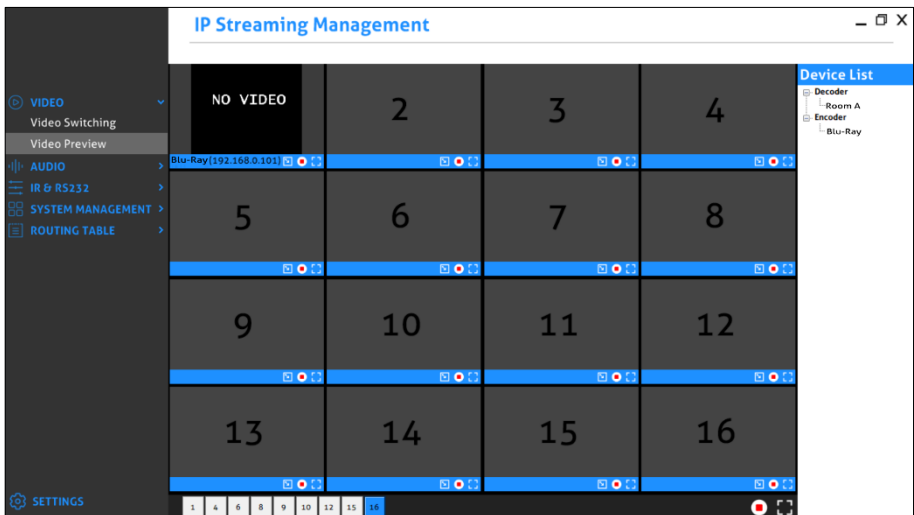 IP Streaming Management
VIDEO
Video Switching
Video Preview
AUDIO
IR & RS232
SYSTEM MANAGEMENT
ROUTING TABLE
SETTINGS
NO VIDEO
Blu-Ray(192.168.0.101)
2
3
4
5
6
7
8
9
10
11
12
13
14
15
16
1 4 6 8 9 10 12 15 16
Device List
Decoder
Room A
Encoder
Blu-Ray